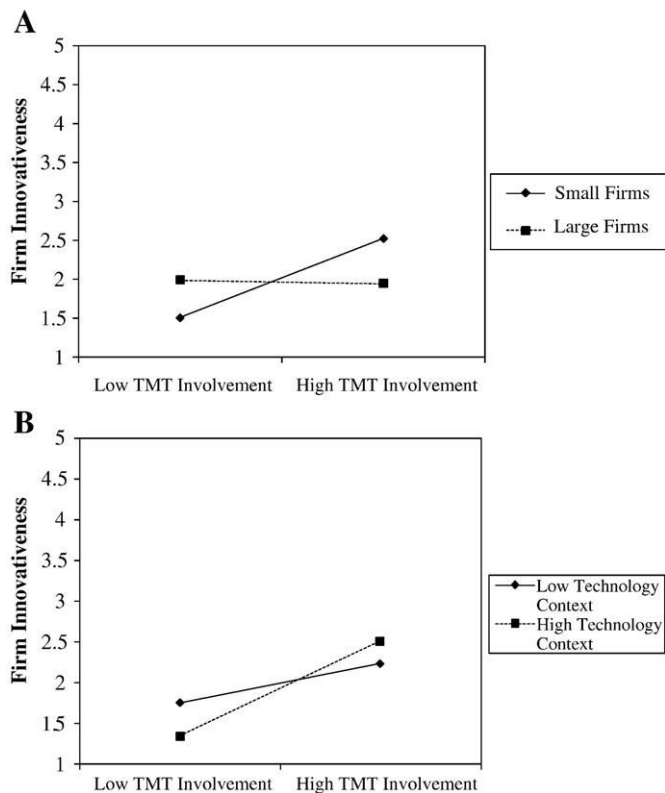 A
5
4.5
4
3.5
3
2.5
2
1.5
1
Firm Innovativeness
Low TMT Involvement
High TMT Involvement
Small Firms
Large Firms
B
5
4.5
4
3.5
3
2.5
2
1.5
1
Firm Innovativeness
Low TMT Involvement
High TMT Involvement
Low Technology
Context
High Technology
Context